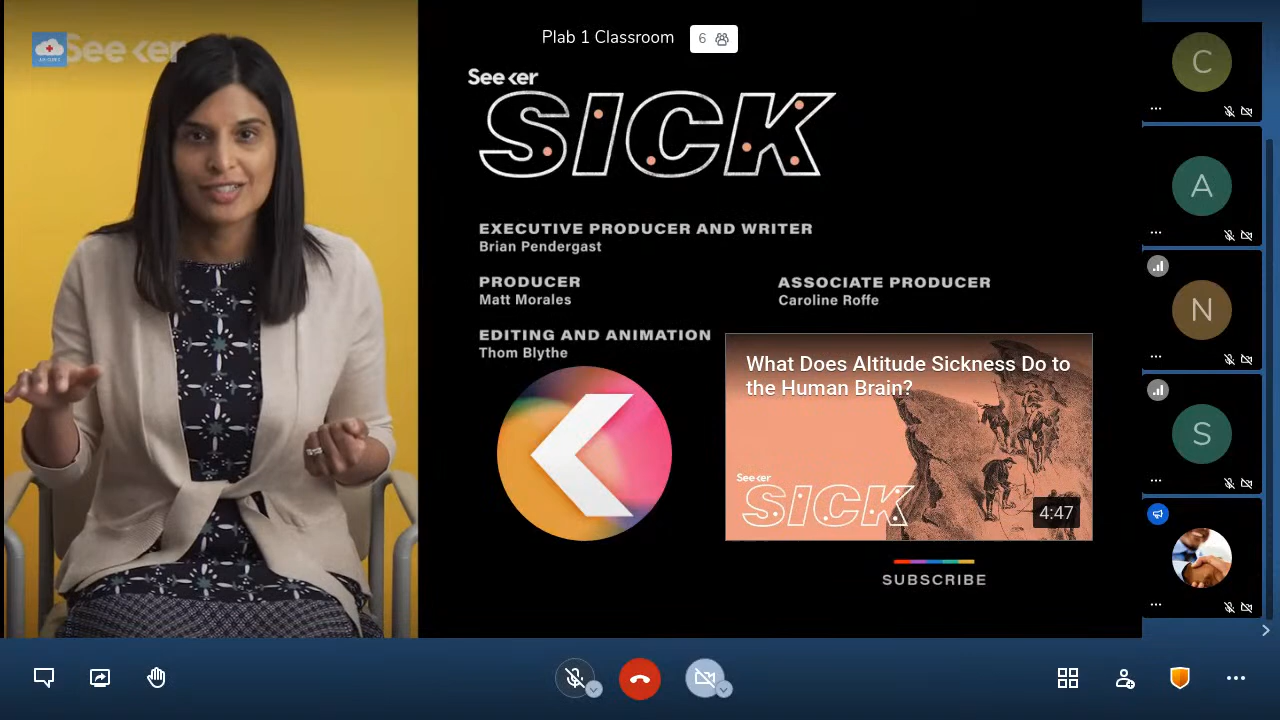 Seeker
Plab 1 Classroom
6
Seeker
SICK
EXECUTIVE PRODUCER AND WRITER
Brian Pendergast
PRODUCER
Matt Morales
ASSOCIATE PRODUCER
Caroline Roffe
EDITING AND ANIMATION
Thom Blythe
What Does Altitude Sickness Do to
the Human Brain?
Seeker
SICK
4:47
SUBSCRIBE
C
A
N
S